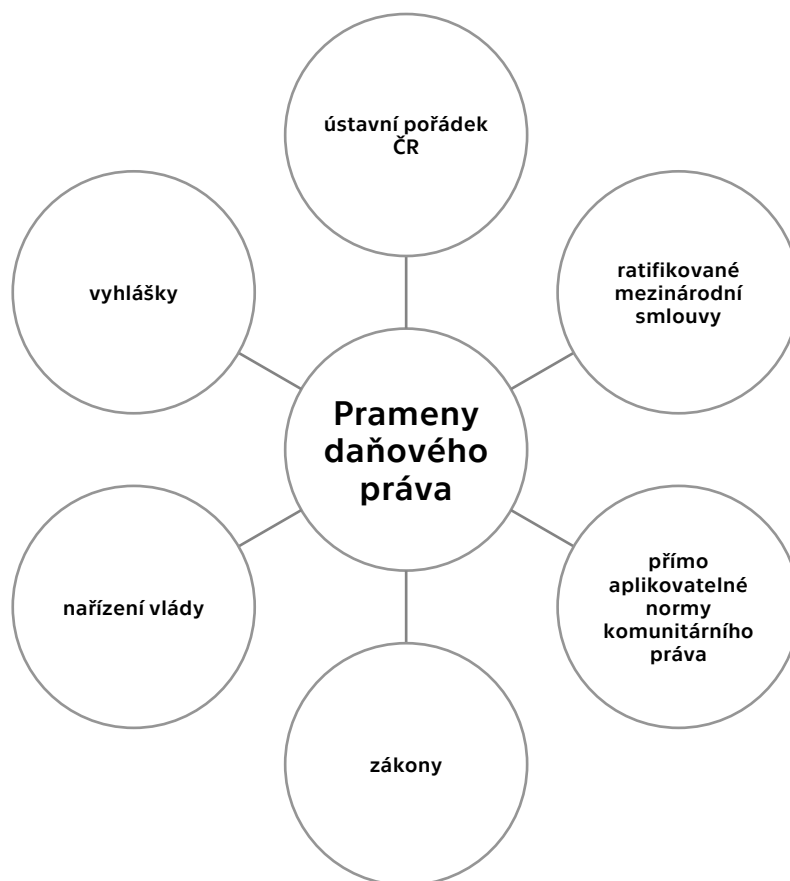 ústavní pořádek
ČR
ratifikované
mezinárodní
smlouvy
přímo
aplikovatelné
normy
komunitárního
práva
zákony
nařízení vlády
vyhlášky
Prameny
daňového
práva